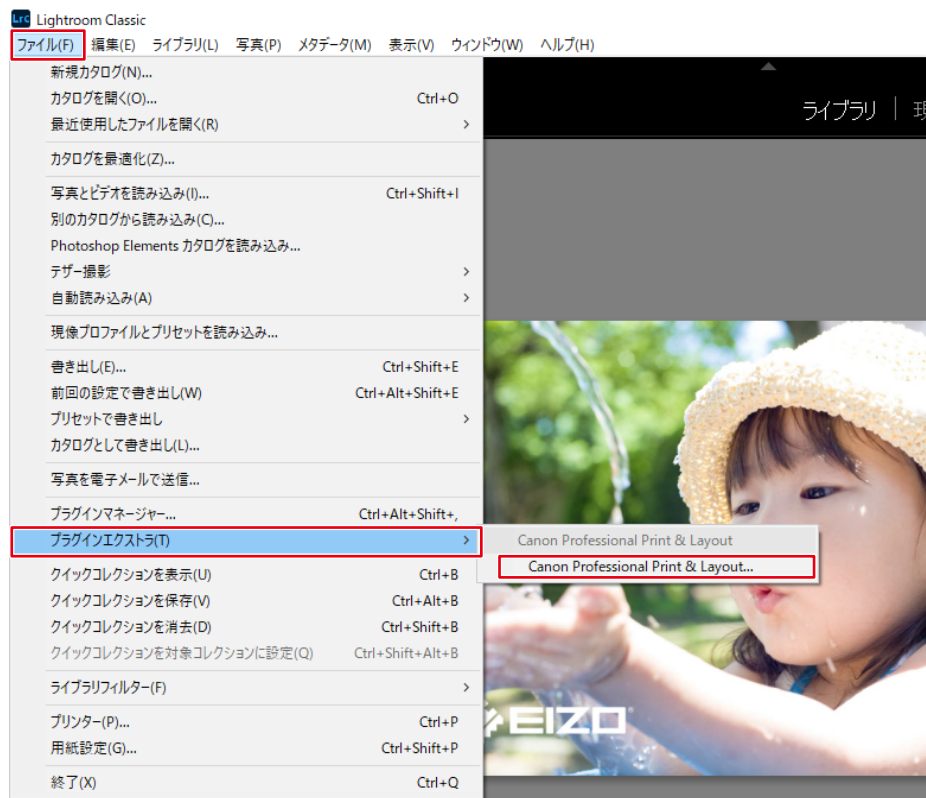 LrC Lightroom Classic
ファイル(F) 編集(E) ライブラリ(L) 写真(P) メタデータ(M) 表示(V) ウィンドウ(W) ヘルプ(H)
新規カタログ(N)...
カタログを開く(O)... Ctrl+O
最近使用したファイルを開く(R)
カタログを最適化(Z)...
写真とビデオを読み込み(I)... Ctrl+Shift+I
別のカタログから読み込み(C)...
Photoshop Elements カタログを読み込み...
テザー撮影
自動読み込み(A)
現像プロファイルとプリセットを読み込み...
書き出し(E)... Ctrl+Shift+E
前回の設定で書き出し(W) Ctrl+Alt+Shift+E
プリセットで書き出し
カタログとして書き出し(L)...
写真を電子メールで送信...
プラグインマネージャー... Ctrl+Alt+Shift+,
プラグインエクストラ(T)
Canon Professional Print & Layout
Canon Professional Print & Layout...
クイックコレクションを表示(U) Ctrl+B
クイックコレクションを保存(V) Ctrl+Alt+B
クイックコレクションを消去(D) Ctrl+Shift+B
クイックコレクションを対象コレクションに設定(Q) Ctrl+Shift+Alt+B
ライブラリフィルター(F)
プリンター(P)... Ctrl+P
用紙設定(G)... Ctrl+Shift+P
終了(X) Ctrl+Q
ライブラリ
EIZO